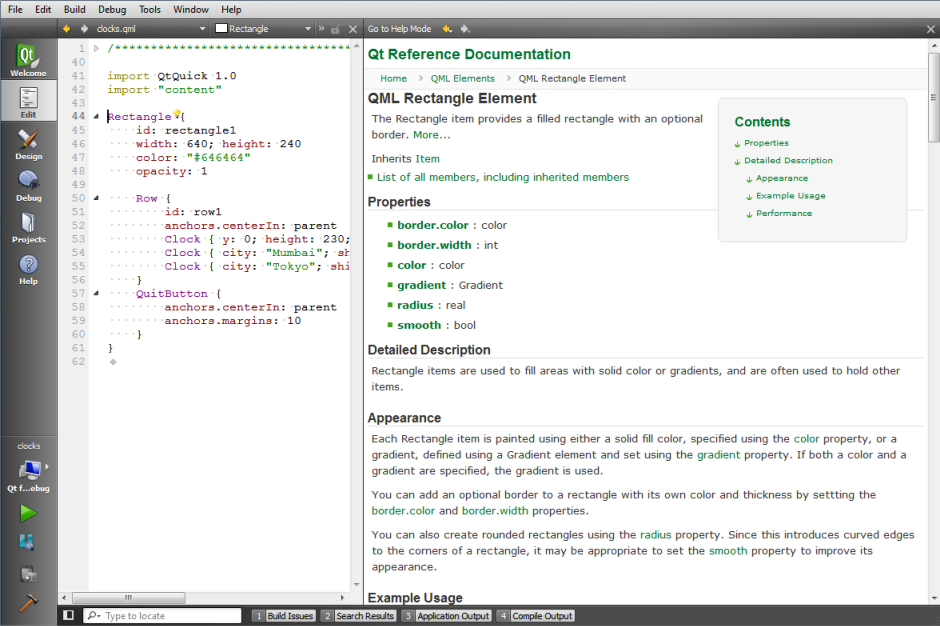 File Edit Build Debug Tools Window Help
clocks.qml
Rectangle
Go to Help Mode
Qt
Welcome
Edit
Design
Debug
Projects
Help
clocks
Qt f...ebug
1 /*********************************
40
41 import QtQuick 1.0
42 import "content"
43
44 Rectangle {
45 id: rectangle1
46 width: 640; height: 240
47 color: "#646464"
48 opacity: 1
49
50 Row {
51 id: row1
52 anchors.centerIn: parent
53 Clock { y: 0; height: 230;
54 Clock { city: "Mumbai"; sh
55 Clock { city: "Tokyo"; shi
56 }
57 QuitButton {
58 anchors.centerIn: parent
59 anchors.margins: 10
60 }
61 }
62
Qt Reference Documentation
Home > QML Elements > QML Rectangle Element
QML Rectangle Element
The Rectangle item provides a filled rectangle with an optional
border. More...
Inherits Item
List of all members, including inherited members
Contents
Properties
Detailed Description
Appearance
Example Usage
Performance
Properties
border.color : color
border.width : int
color : color
gradient : Gradient
radius : real
smooth : bool
Detailed Description
Rectangle items are used to fill areas with solid color or gradients, and are often used to hold other
items.
Appearance
Each Rectangle item is painted using either a solid fill color, specified using the color property, or a
gradient, defined using a Gradient element and set using the gradient property. If both a color and a
gradient are specified, the gradient is used.
You can add an optional border to a rectangle with its own color and thickness by settting the
border.color and border.width properties.
You can also create rounded rectangles using the radius property. Since this introduces curved edges
to the corners of a rectangle, it may be appropriate to set the smooth property to improve its
appearance.
Example Usage
Type to locate
1 Build Issues 2 Search Results 3 Application Output 4 Compile Output